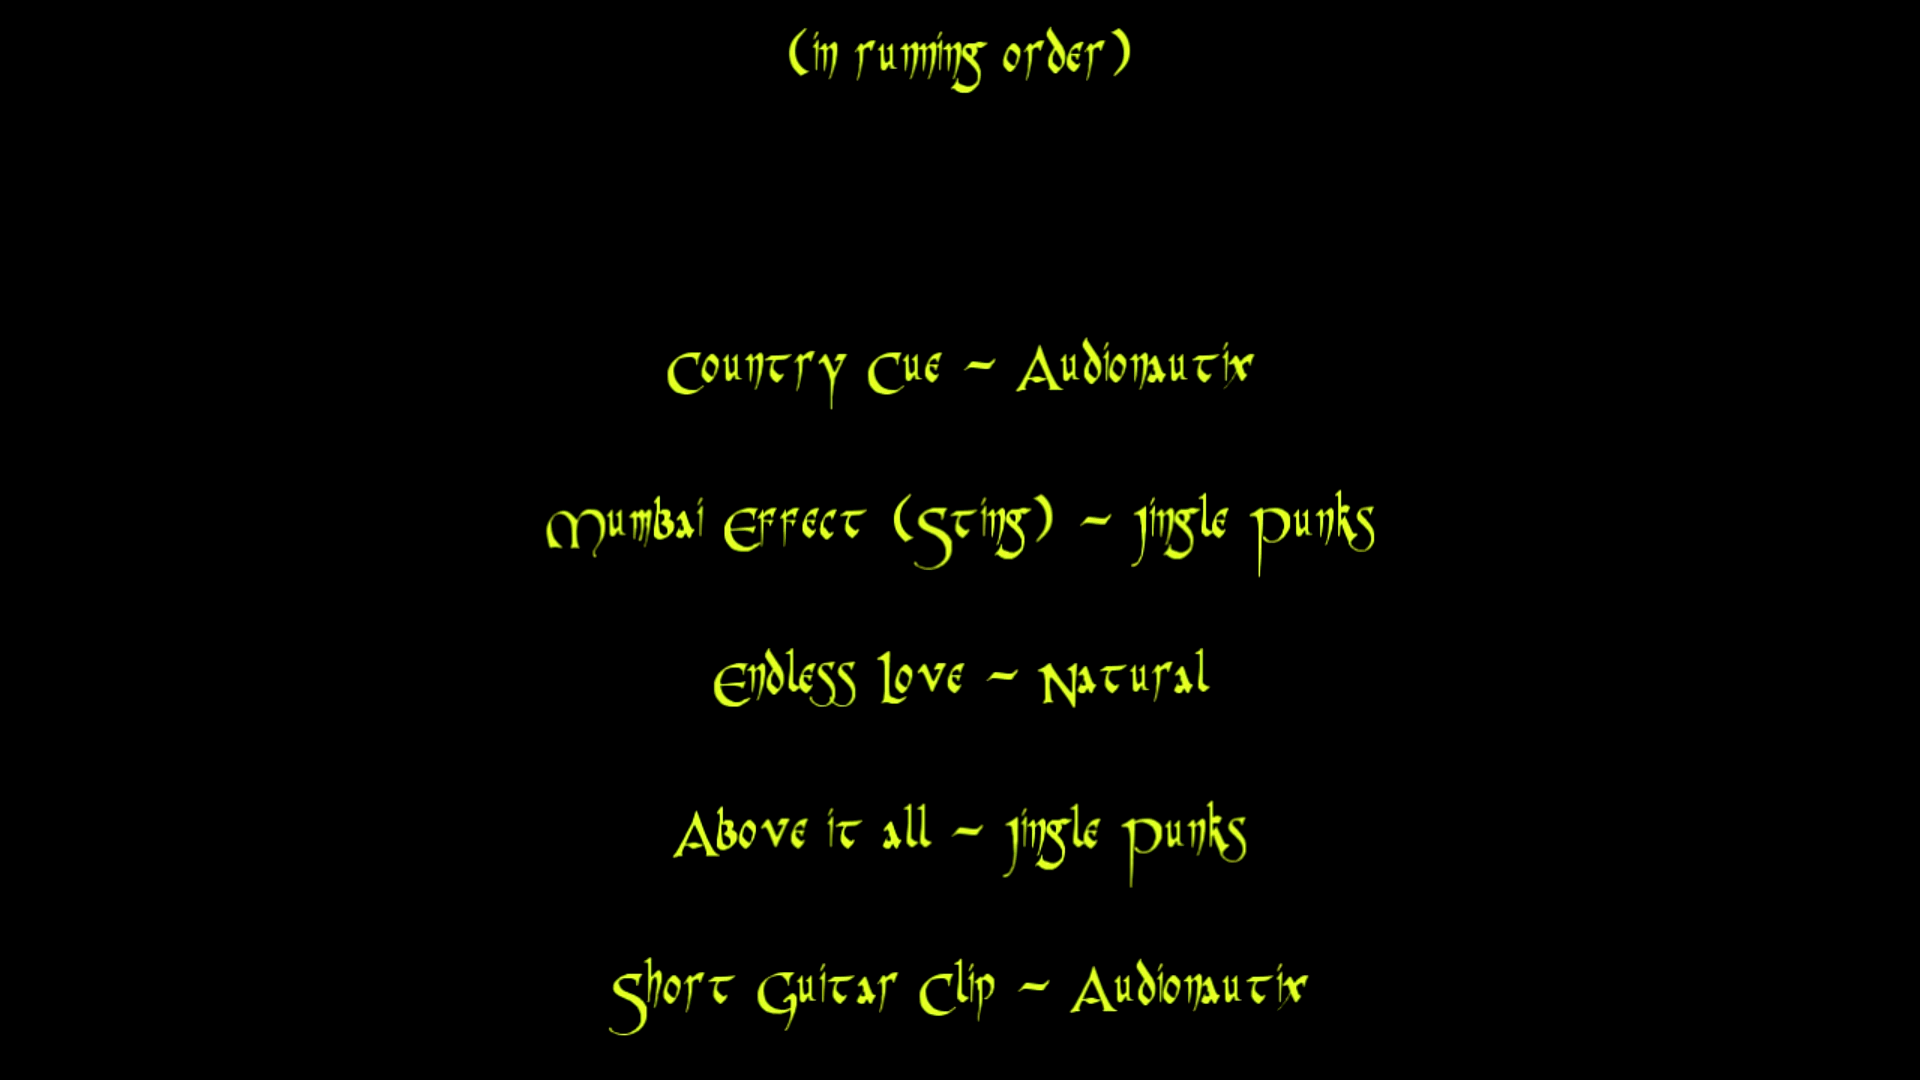 (in running order)
Country Cue ~ Audionautix
Mumbai Effect (Sting) ~ Jingle Punks
Endless Love ~ Natural
Above it all ~ Jingle Punks
Short Guitar Clip ~ Audionautix